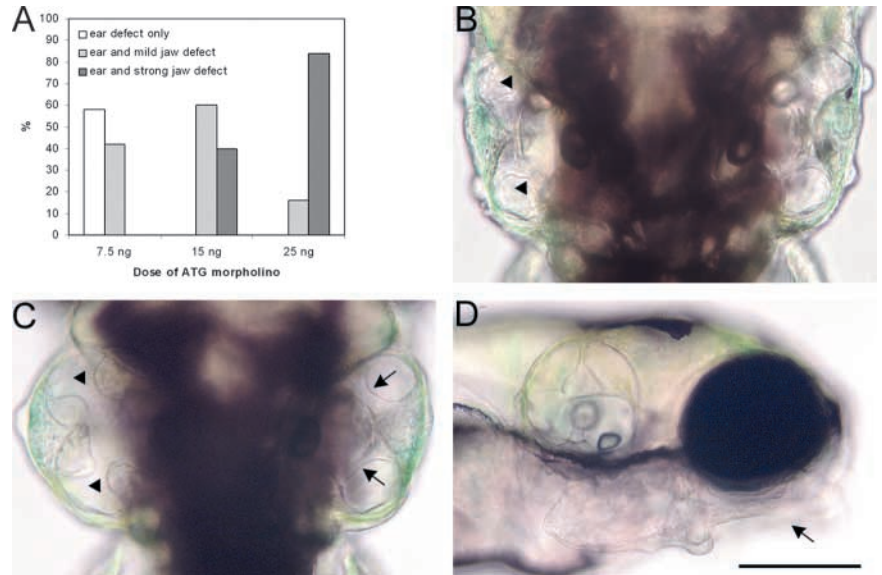 A
100
90
80
70
60
50
40
30
20
10
0
%
ear defect only
ear and mild jaw defect
ear and strong jaw defect
7.5 ng 15 ng 25 ng
Dose of ATG morpholino
B
C
D